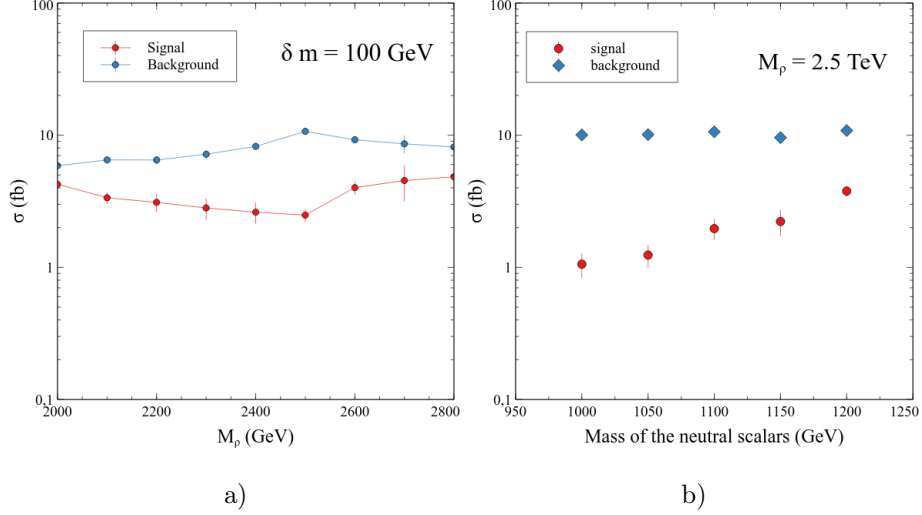 100
Signal
Background
δ m = 100 GeV
10
σ (fb)
1
0,1
2000
2200
2400
2600
2800
Mρ (GeV)
a)
100
signal
background
Mρ = 2.5 TeV
10
σ (fb)
1
0,1
950
1000
1050
1100
1150
1200
1250
Mass of the neutral scalars (GeV)
b)